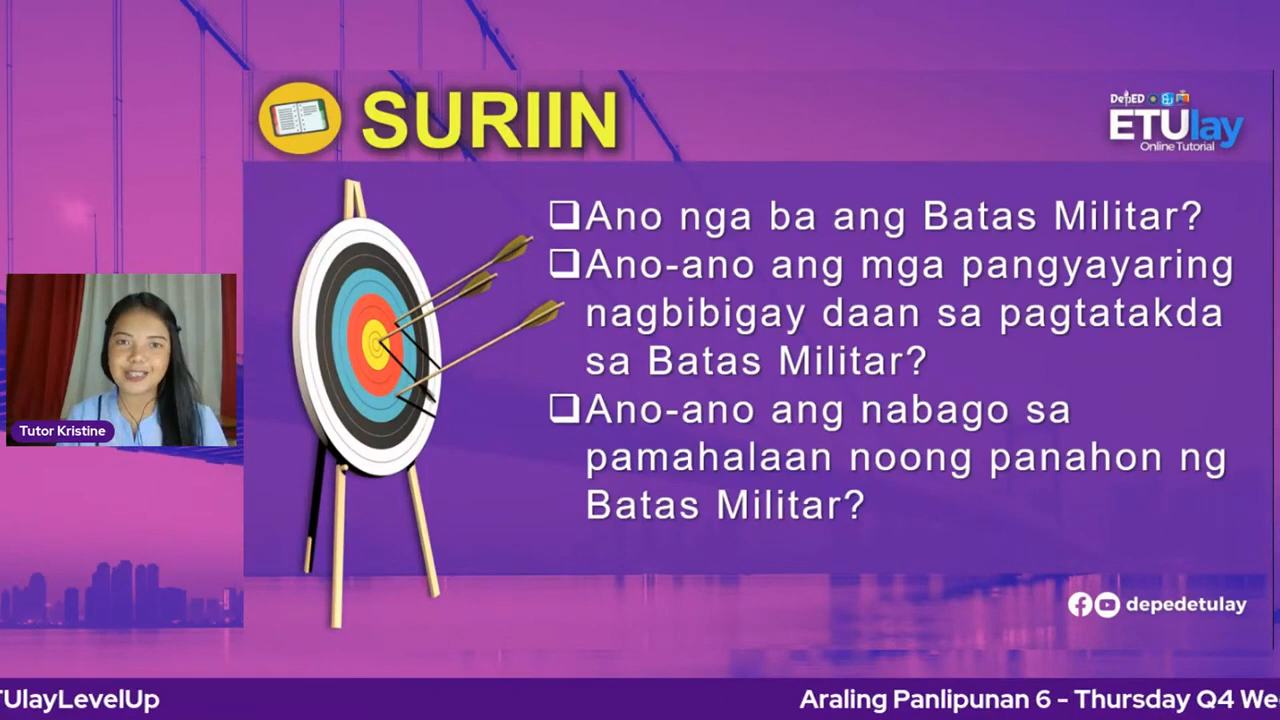 SURIIN
DepED
ETUlay
Online Tutorial
❑Ano nga ba ang Batas Militar?
❑Ano-ano ang mga pangyayaring
nagbibigay daan sa pagtatakda
sa Batas Militar?
❑Ano-ano ang nabago sa
pamahalaan noong panahon ng
Batas Militar?
Tutor Kristine
depedetulay
TUlayLevelUp
Araling Panlipunan 6 - Thursday Q4 We